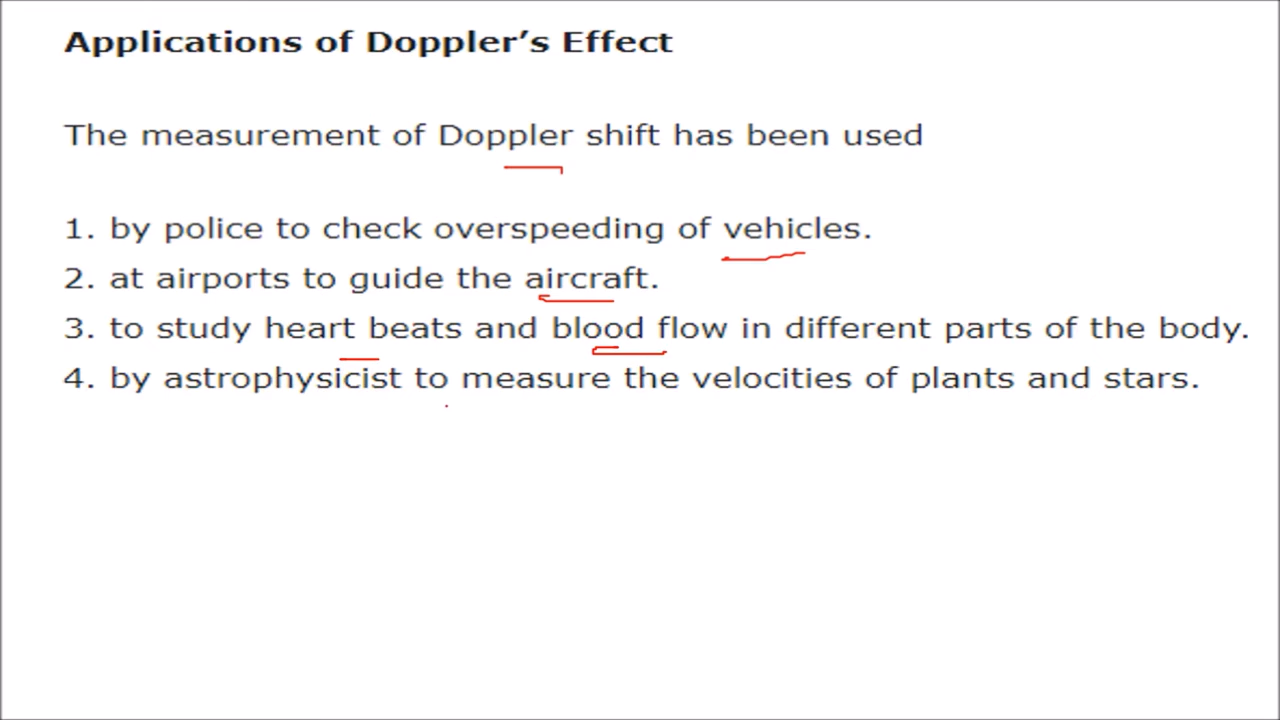 Applications of Doppler’s Effect
The measurement of Doppler shift has been used
1. by police to check overspeeding of vehicles.
2. at airports to guide the aircraft.
3. to study heart beats and blood flow in different parts of the body.
4. by astrophysicist to measure the velocities of plants and stars.